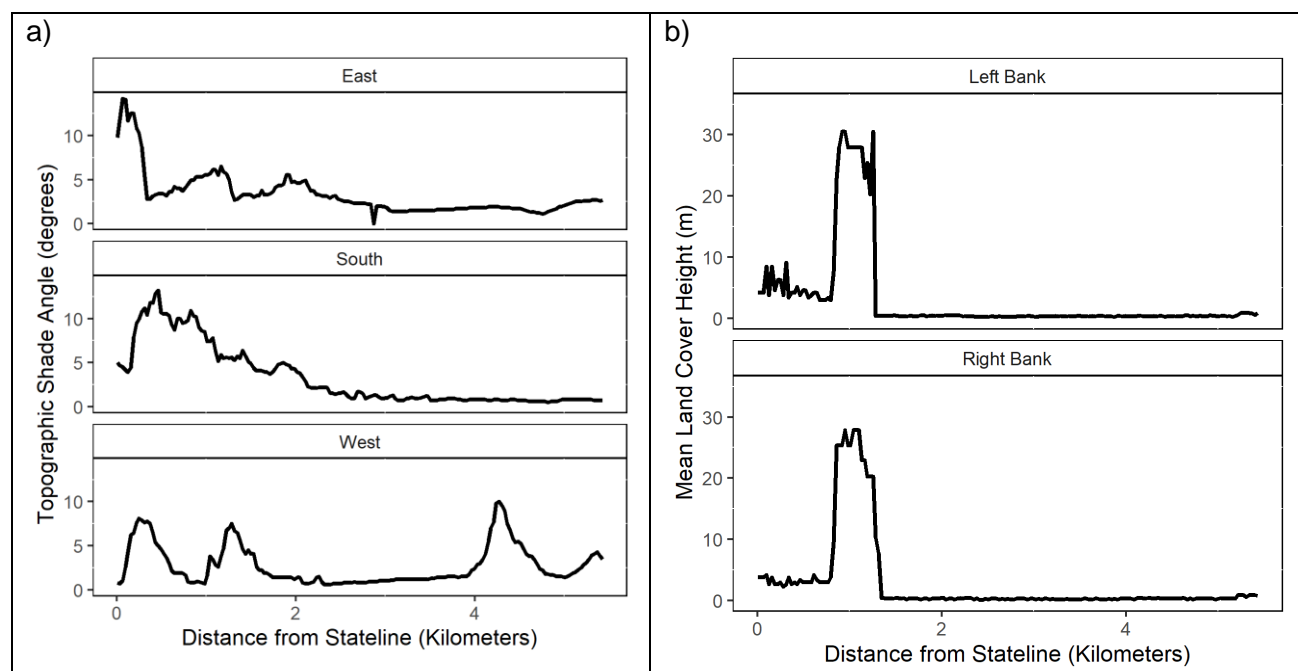 a)
East
10
5
0
South
10
5
0
West
10
5
0
0 2 4
Topographic Shade Angle (degrees)
Distance from Stateline (Kilometers)
b)
Left Bank
30
20
10
0
Right Bank
30
20
10
0
0 2 4
Mean Land Cover Height (m)
Distance from Stateline (Kilometers)